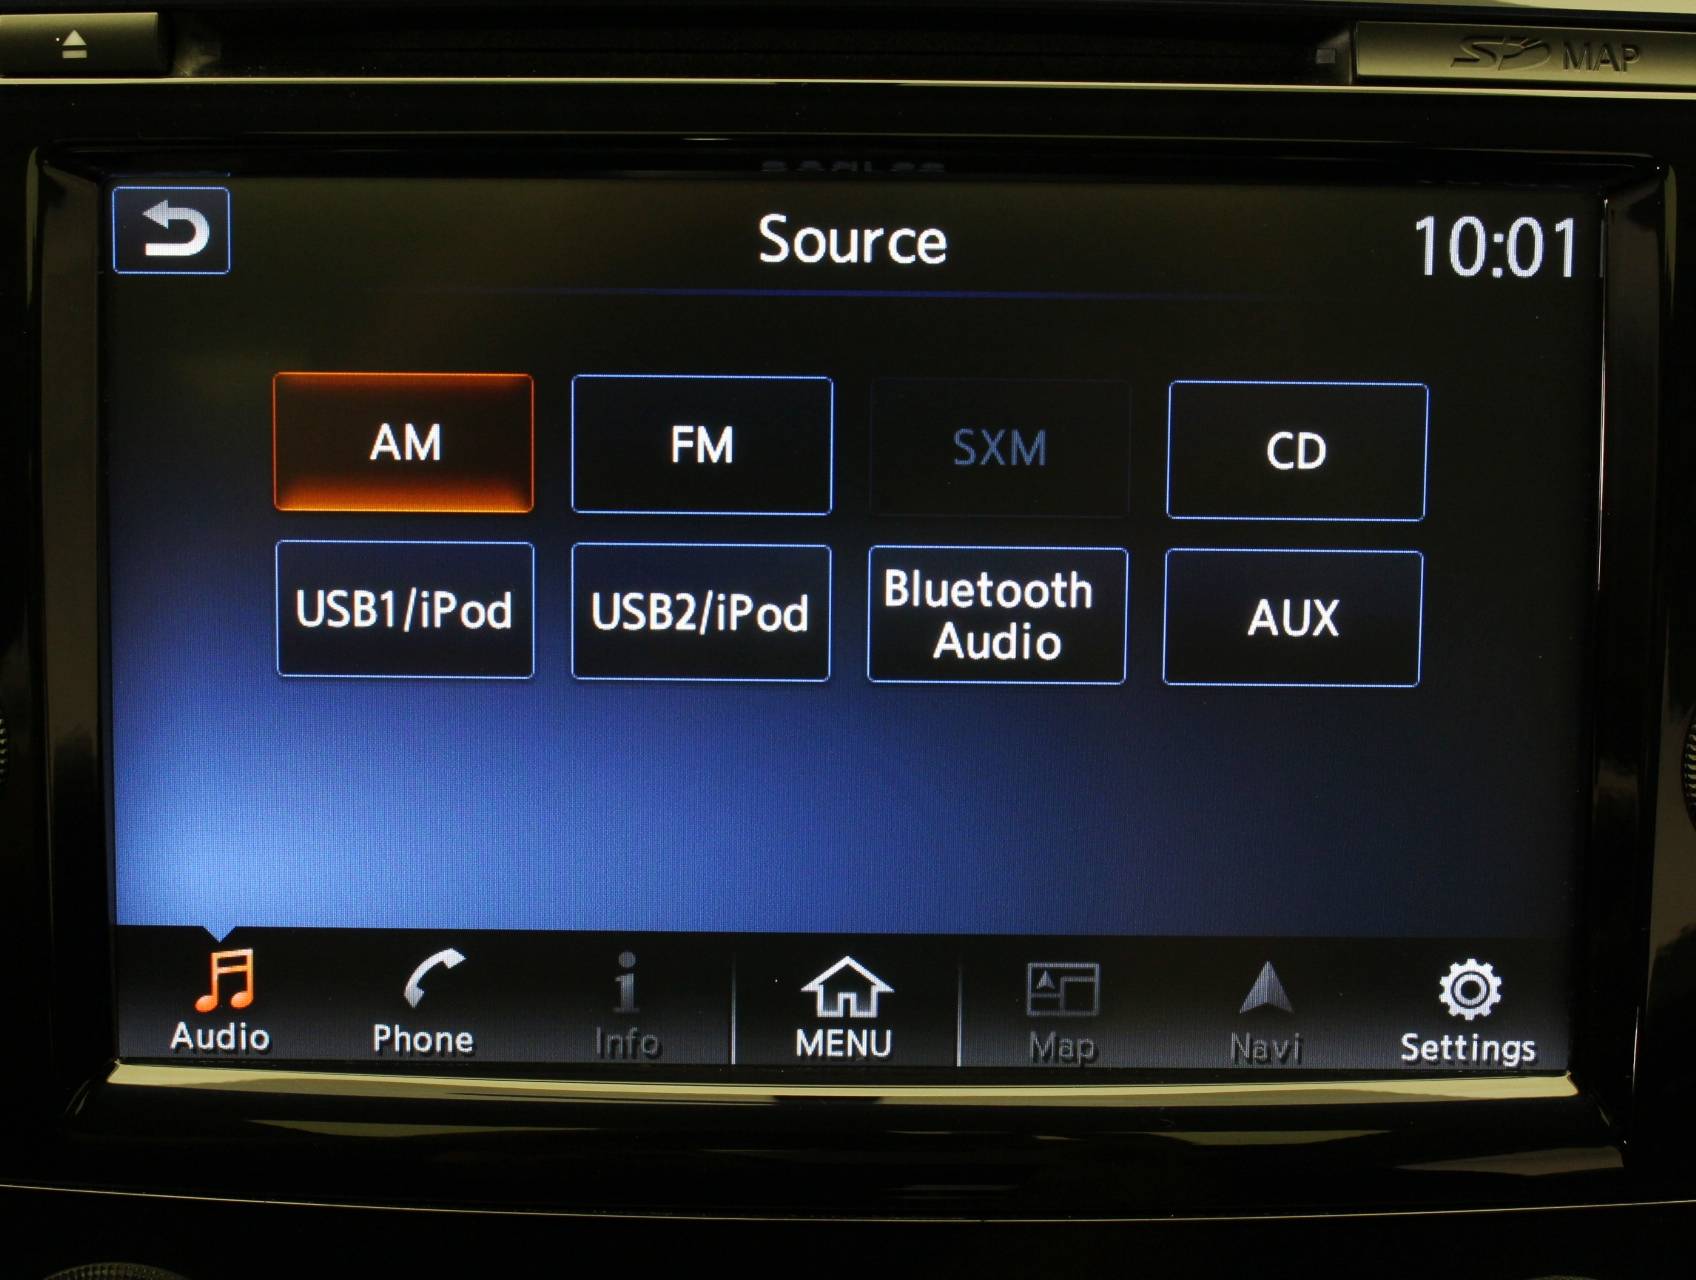 SD MAP
Source
10:01
AM
FM
SXM
CD
USB1/iPod
USB2/iPod
Bluetooth
Audio
AUX
Audio
Phone
Info
MENU
Map
Navi
Settings